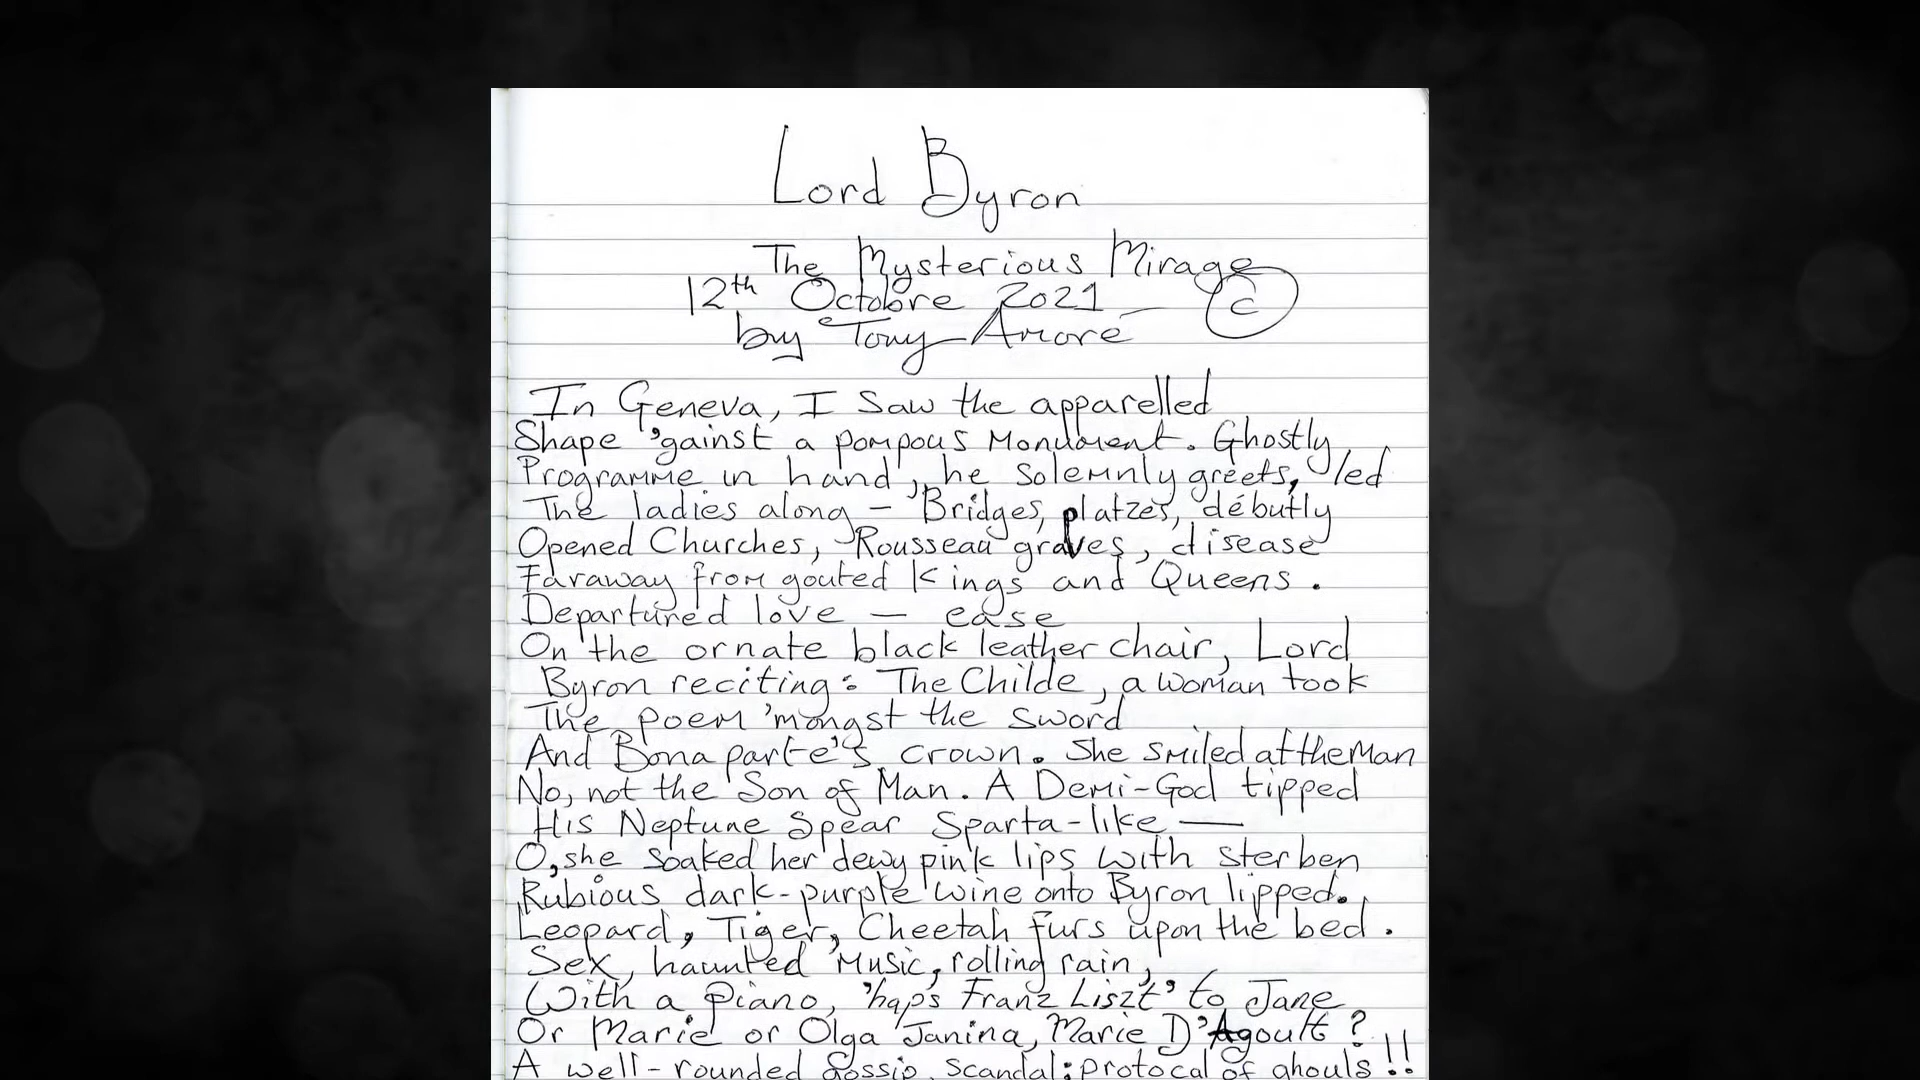 Lord Byron
The Mysterious Mirage
12th Octobre 2021 ©
by Tony Amore
In Geneva, I saw the apparelled
Shape 'gainst a pompous Monument. Ghostly
Programme in hand, he solemnly greets, led
The ladies along – Bridges, platzes, débutly
Opened Churches, Rousseau graves, disease
Faraway from gouted Kings and Queens.
Departured love – ease
On the ornate black leather chair, Lord
Byron reciting: The Childe, a woman took
The poem 'mongst the sword
And Bonaparte's crown. She smiled at the Man
No, not the Son of Man. A Demi-God tipped
His Neptune Spear Sparta-like —
O, she soaked her dewy pink lips with sterben
Rubious dark-purple wine onto Byron lipped.
Leopard, Tiger, Cheetah furs upon the bed.
Sex, haunted Music, rolling rain,
With a piano, 'haps Franz Liszt' to Jane
Or Marie or Olga Janina, Marie D'Agoult?
A well-rounded Gossip, scandal: protocal of ghouls!!